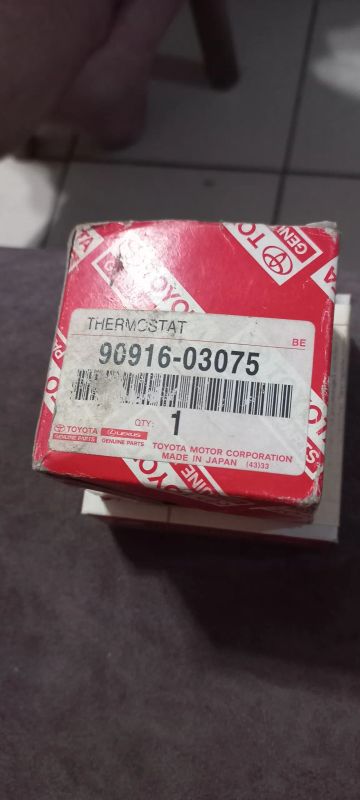 TOYOTA
GENUINE
THERMOSTAT
BE
90916-03075
QTY: 1
TOYOTA
GENUINE PARTS
LEXUS
GENUINE PARTS
TOYOTA MOTOR CORPORATION
MADE IN JAPAN (43)33